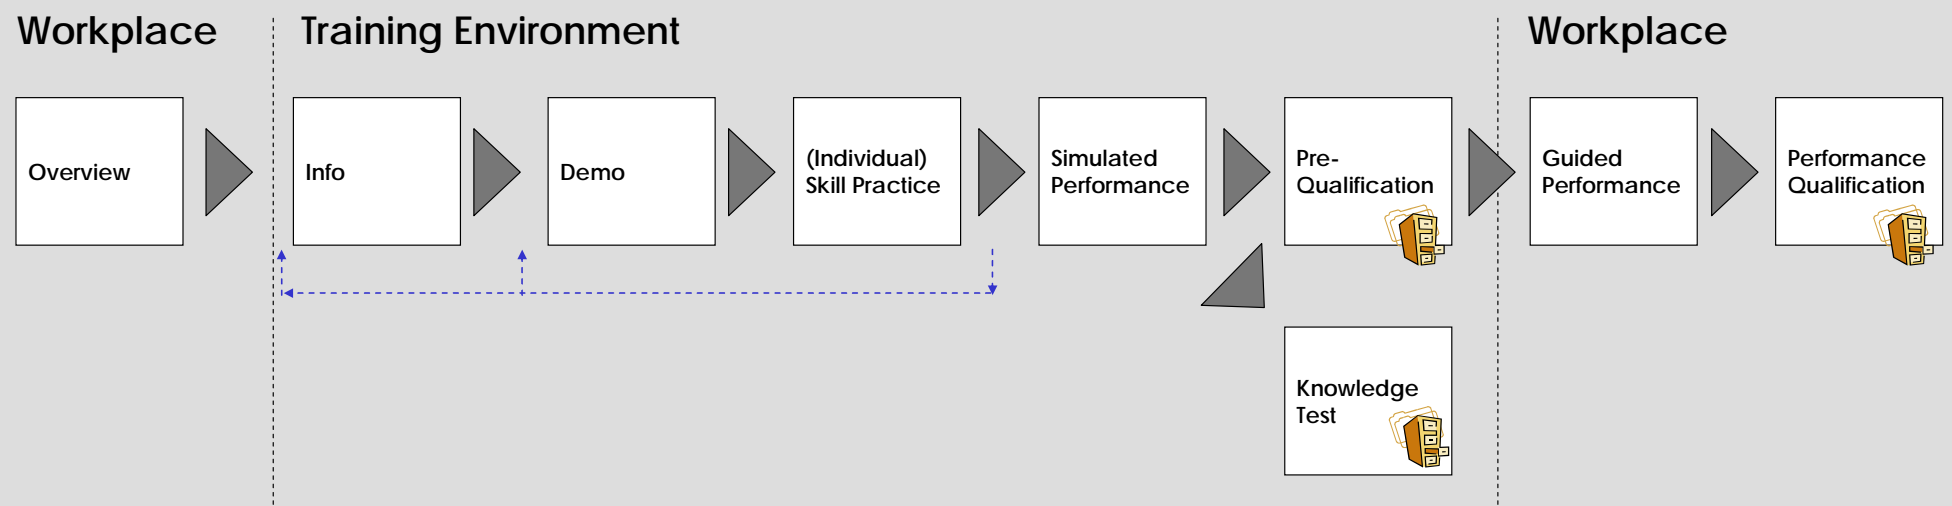 Workplace
Training Environment
Workplace
Overview
Info
Demo
(Individual)
Skill Practice
Simulated
Performance
Pre-
Qualification
Guided
Performance
Performance
Qualification
Knowledge
Test